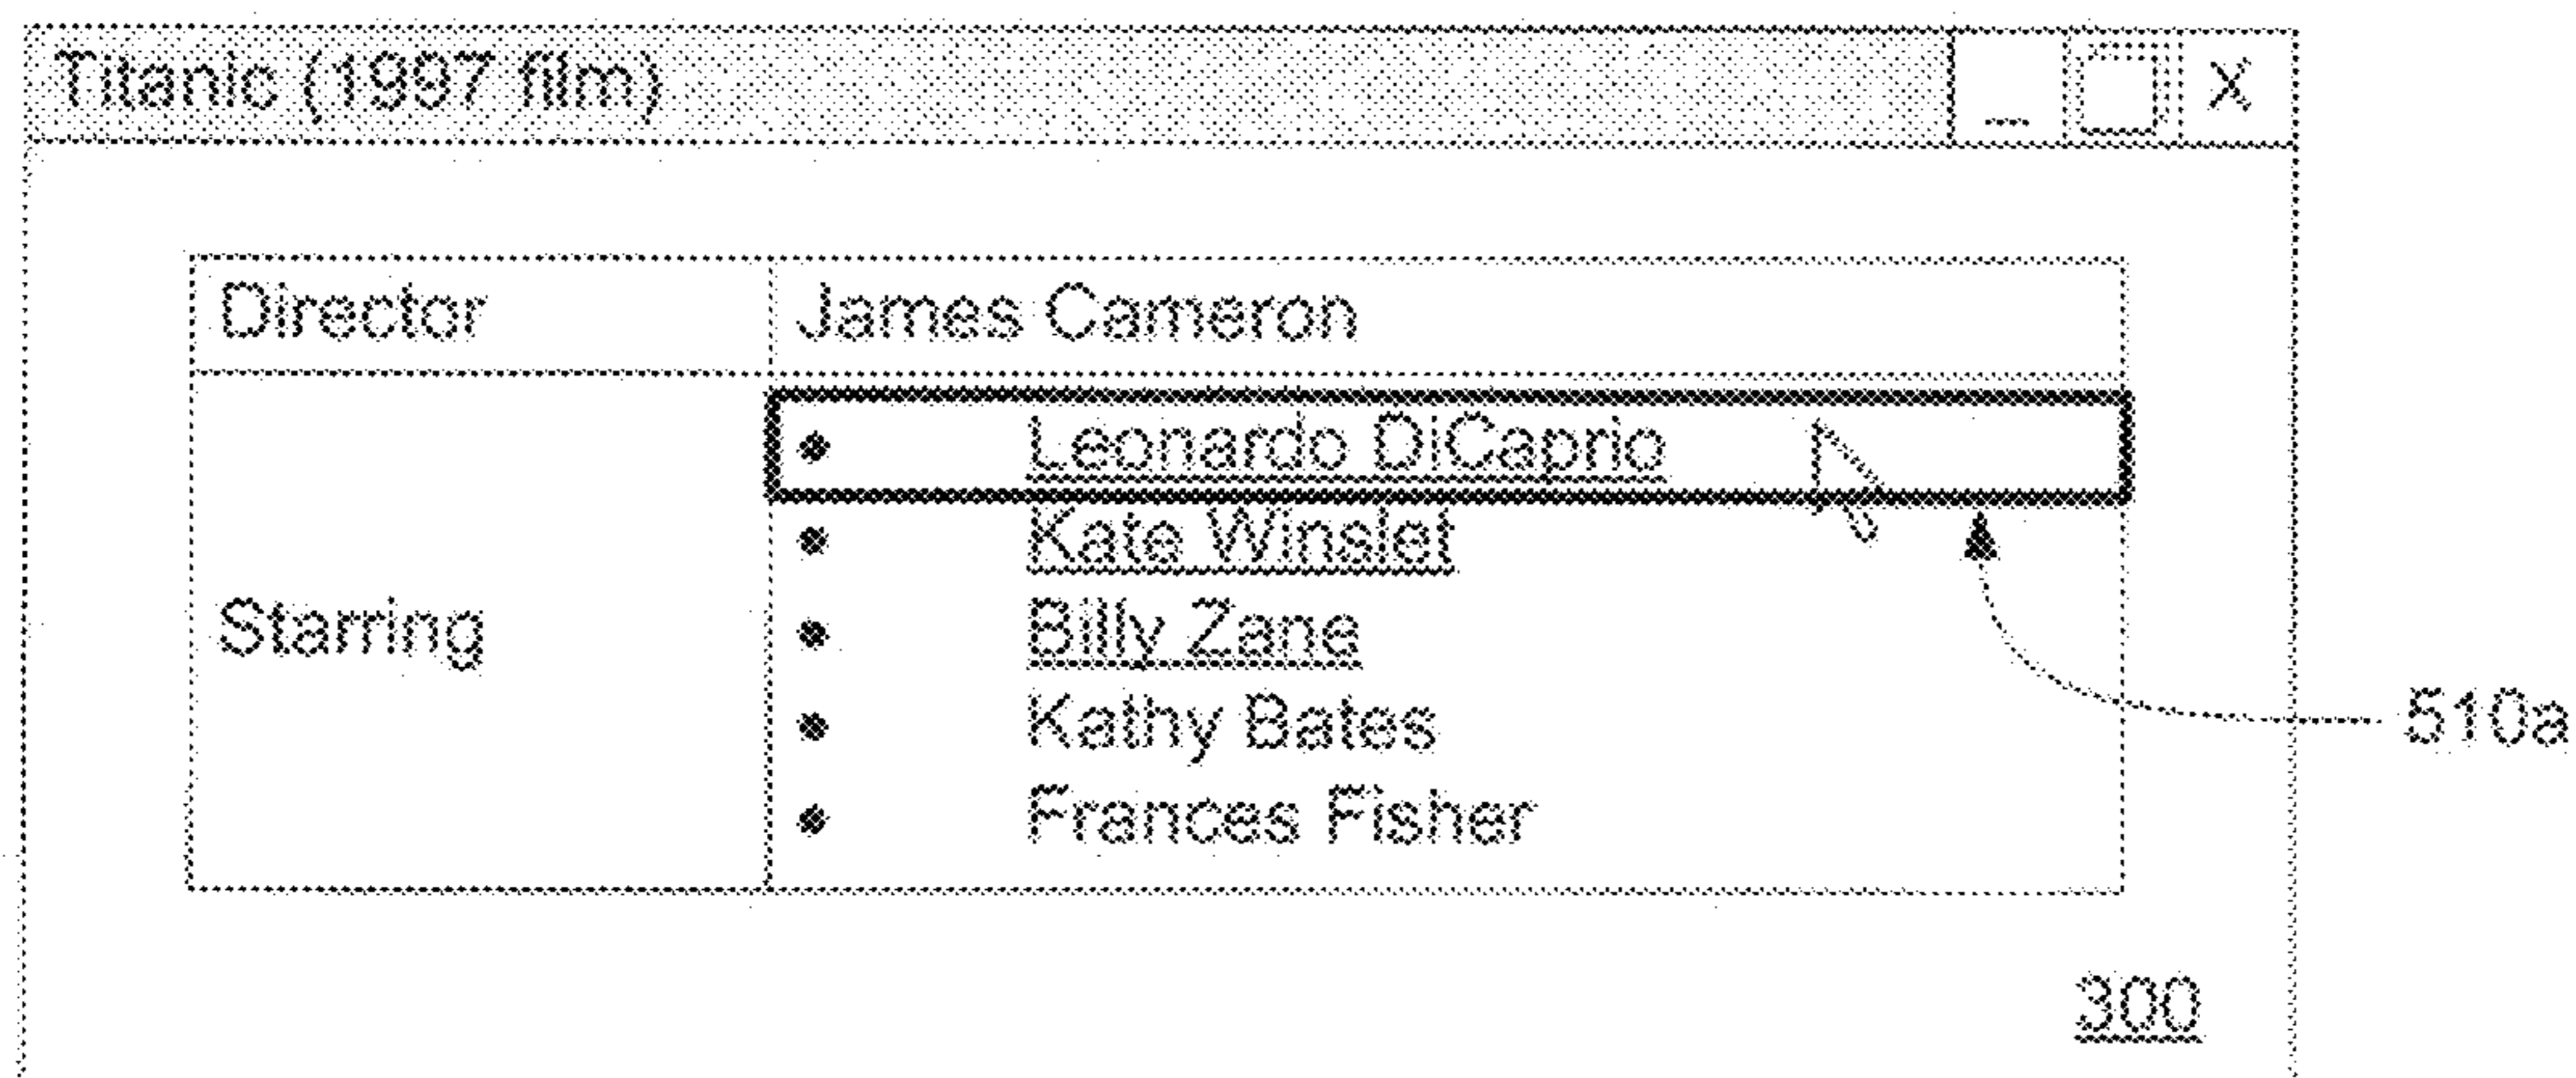 Titanic (1997 film) _ X
Director James Cameron
• Leonardo DiCaprio
• Kate Winslet
Starring • Billy Zane
• Kathy Bates
510a
• Frances Fisher
300